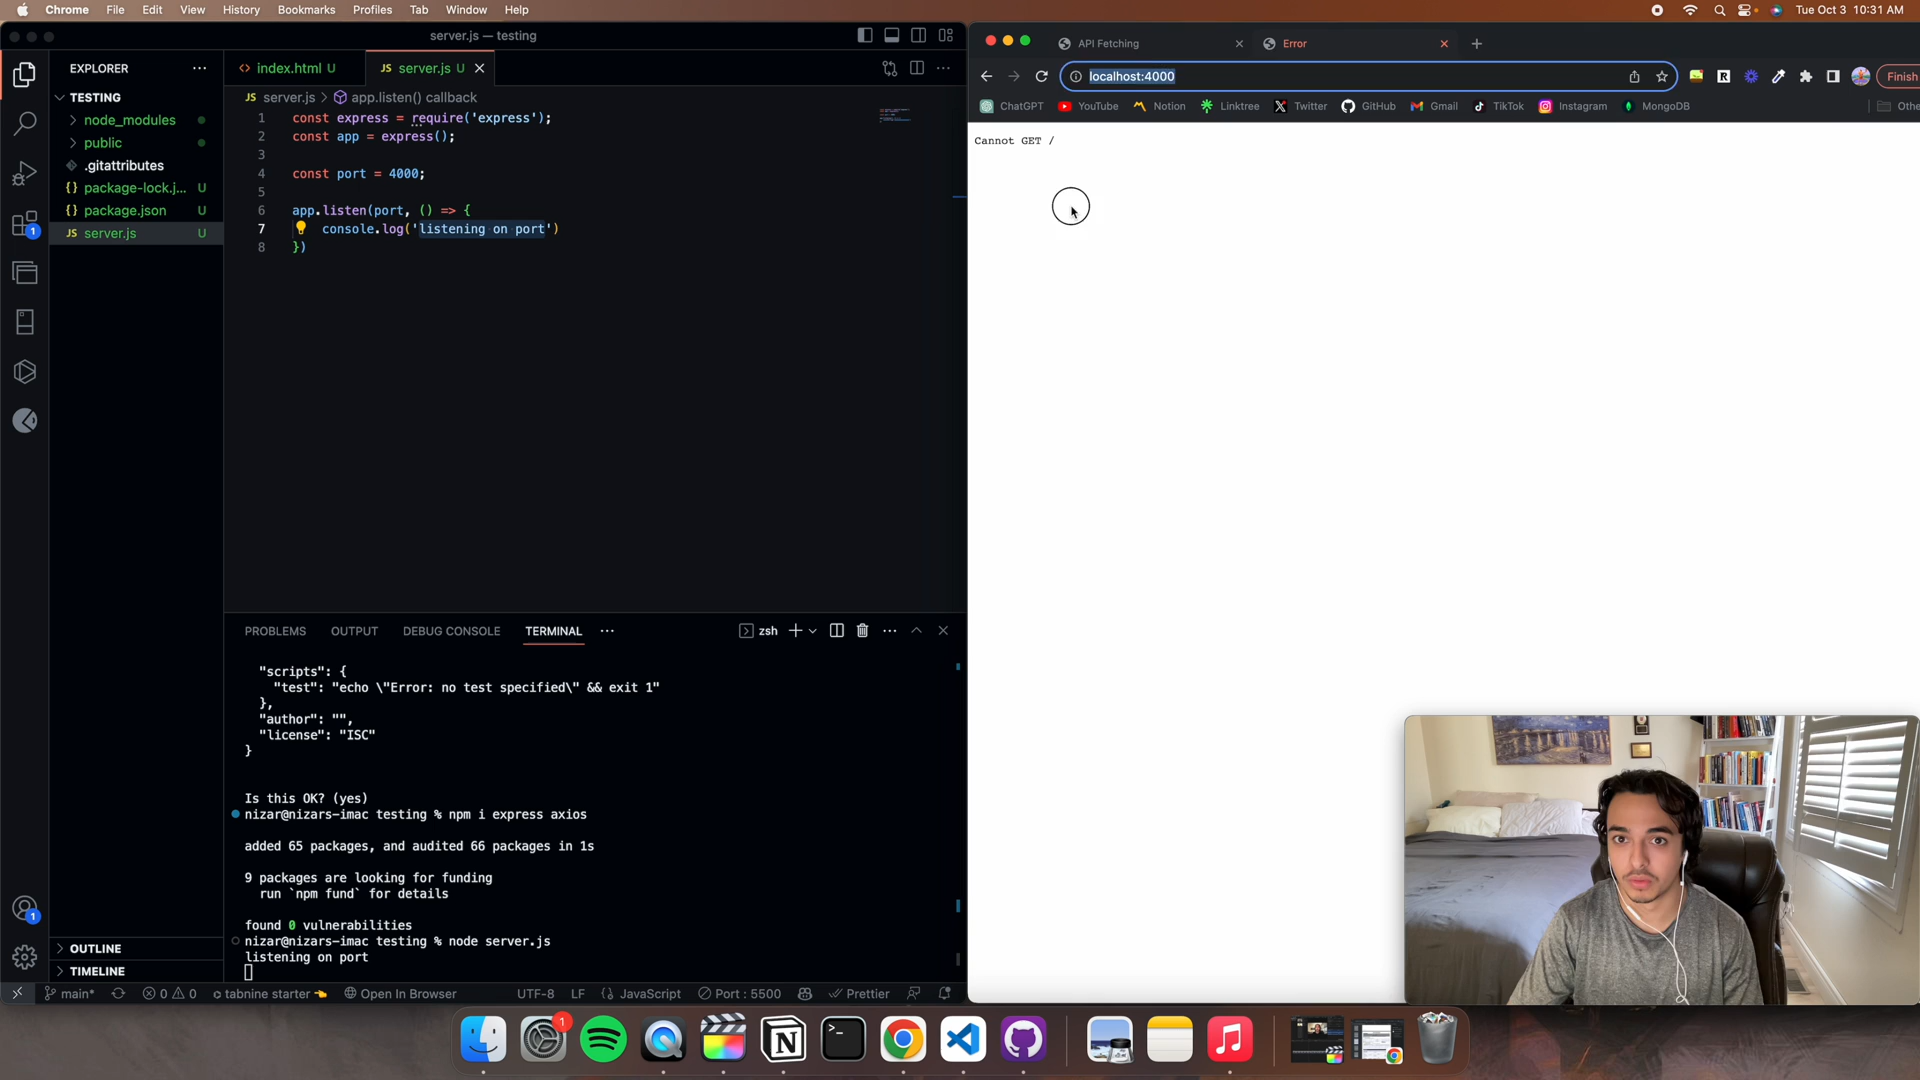 Chrome File Edit View History Bookmarks Profiles Tab Window Help
Tue Oct 3 10:31 AM
server.js — testing
EXPLORER
TESTING
node_modules
public
.gitattributes
package-lock.j... U
package.json U
server.js U
OUTLINE
TIMELINE
index.html U
JS server.js U
JS server.js > app.listen() callback
1 const express = require('express');
2 const app = express();
3
4 const port = 4000;
5
6 app.listen(port, () => {
7 console.log('listening on port')
8 })
PROBLEMS OUTPUT DEBUG CONSOLE TERMINAL
zsh
"scripts": {
"test": "echo \"Error: no test specified\" && exit 1"
},
"author": "",
"license": "ISC"
}
Is this OK? (yes)
nizar@nizars-imac testing % npm i express axios
added 65 packages, and audited 66 packages in 1s
9 packages are looking for funding
run `npm fund` for details
found 0 vulnerabilities
nizar@nizars-imac testing % node server.js
listening on port
main* 0 0 tabnine starter Open In Browser UTF-8 LF {} JavaScript Port : 5500 Prettier
API Fetching
Error
localhost:4000
Finish
ChatGPT YouTube Notion Linktree Twitter GitHub Gmail TikTok Instagram MongoDB Othe
Cannot GET /
1
1
1